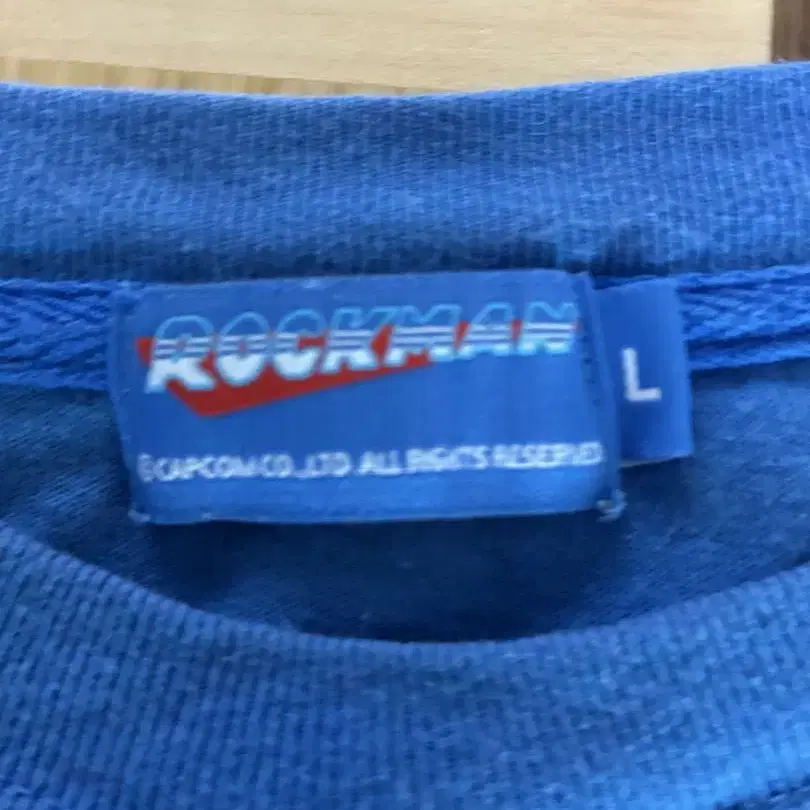 ROCKMAN
L
©CAPCOM CO.,LTD. ALL RIGHTS RESERVED